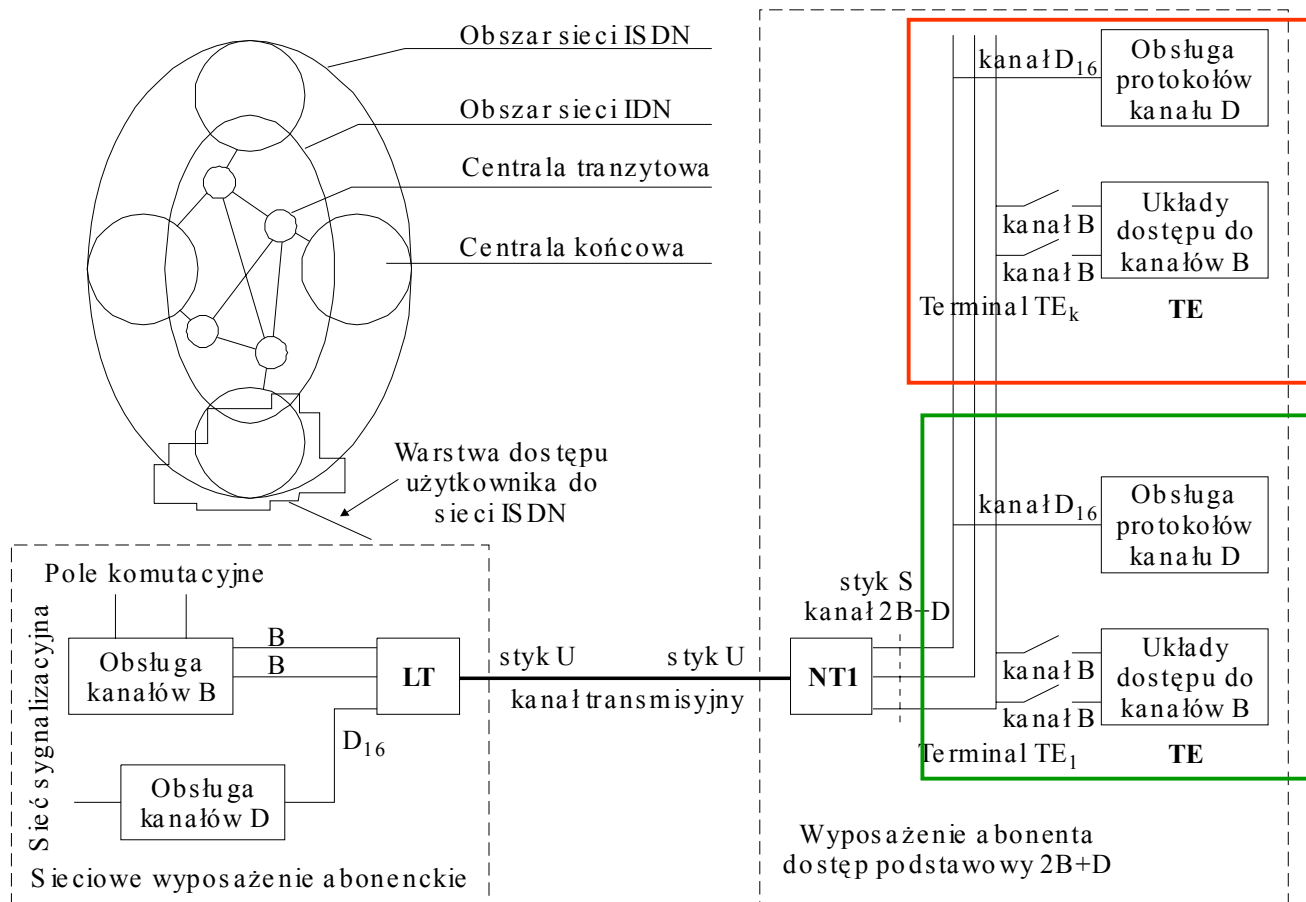 Obszar sieci ISDN
Obszar sieci IDN
Centrala tranzytowa
Centrala końcowa
Warstwa dostępu
użytkownika do
sieci ISDN
kanał D16
Obsługa
protokołów
kanału D
kanał B
kanał B
Układy
dostępu do
kanałów B
Terminal TEk
TE
kanał D16
Obsługa
protokołów
kanału D
styk S
kanał 2B+D
kanał B
kanał B
Układy
dostępu do
kanałów B
Terminal TE1
TE
Pole komutacyjne
Sieć sygnalizacyjna
Obsługa
kanałów B
B
B
LT
styk U
styk U
kanał transmisyjny
NT1
D16
Obsługa
kanałów D
Sieciowe wyposażenie abonenckie
Wyposażenie abonenta
dostęp podstawowy 2B+D